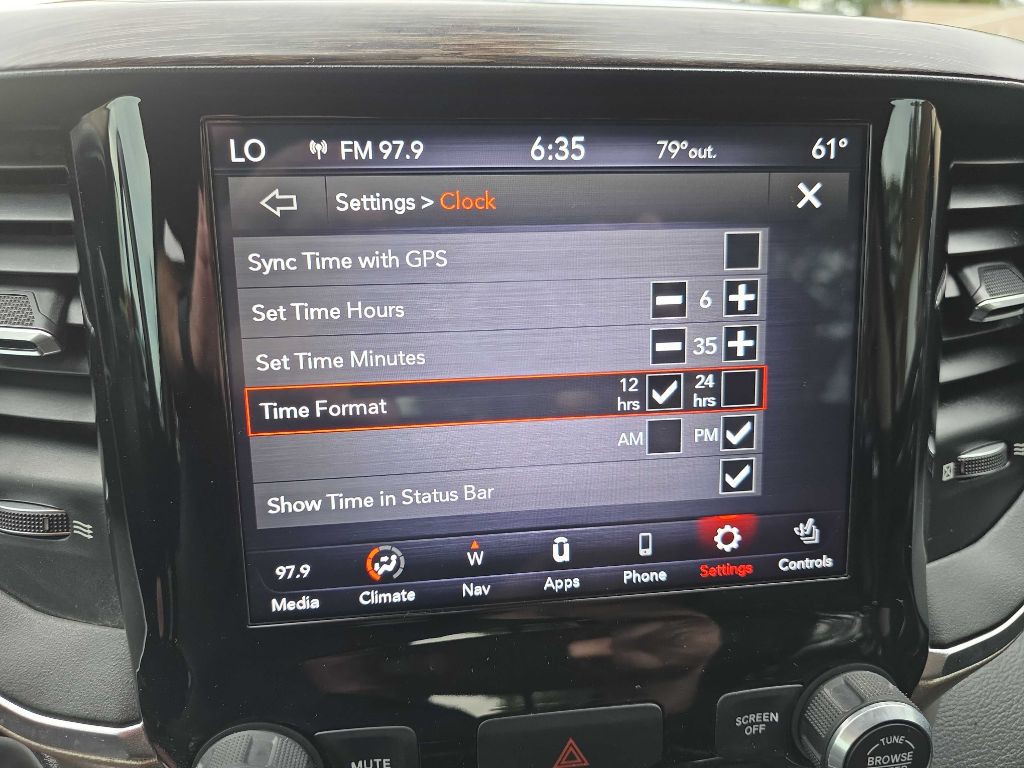 LO FM 97.9 6:35 79°out. 61°
Settings > Clock
Sync Time with GPS
Set Time Hours 6
Set Time Minutes 35
Time Format 12 hrs 24 hrs
AM PM
Show Time in Status Bar
97.9 W
Media Climate Nav Apps Phone Settings Controls
MUTE
SCREEN OFF
TUNE
BROWSE